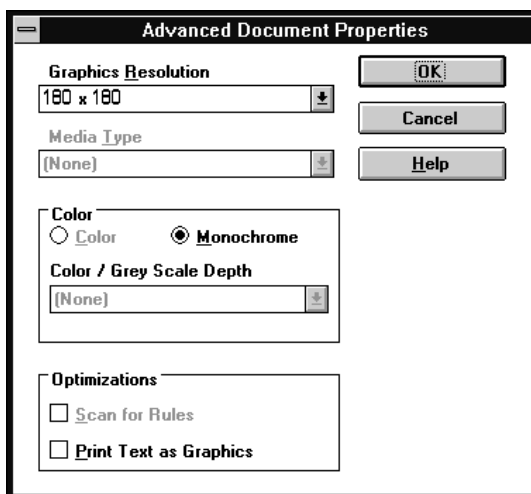 Advanced Document Properties
Graphics Resolution
180 x 180
OK
Cancel
Help
Media Type
(None)
Color
Color
Monochrome
Color / Grey Scale Depth
(None)
Optimizations
Scan for Rules
Print Text as Graphics